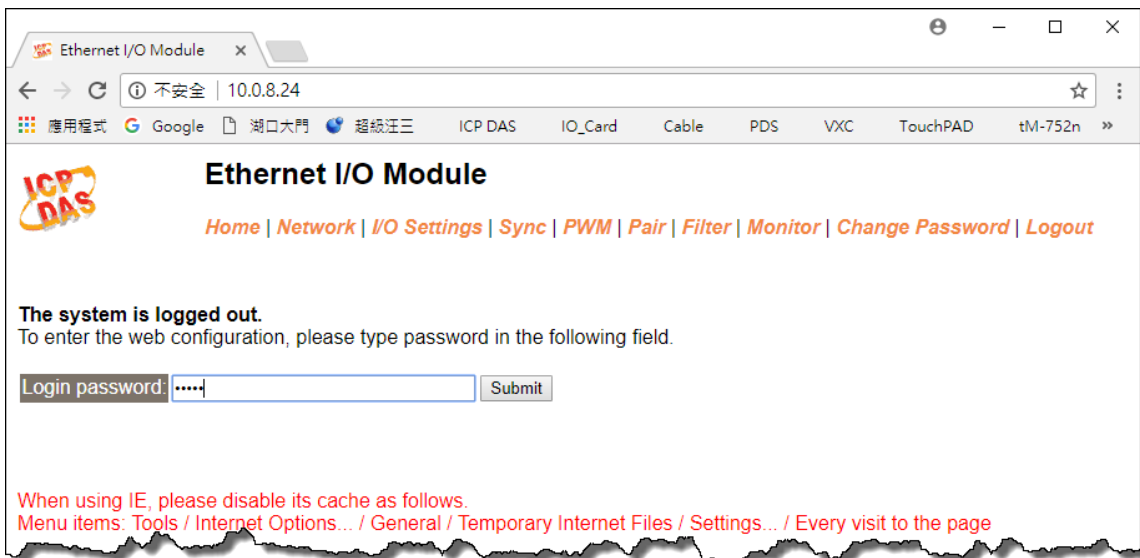 Ethernet I/O Module
不安全 | 10.0.8.24
應用程式 Google 湖口大門 超級汪三 ICP DAS IO_Card Cable PDS VXC TouchPAD tM-752n »
ICP DAS
Ethernet I/O Module
Home | Network | I/O Settings | Sync | PWM | Pair | Filter | Monitor | Change Password | Logout
The system is logged out.
To enter the web configuration, please type password in the following field.
Login password: ••••• Submit
When using IE, please disable its cache as follows.
Menu items: Tools / Internet Options... / General / Temporary Internet Files / Settings... / Every visit to the page